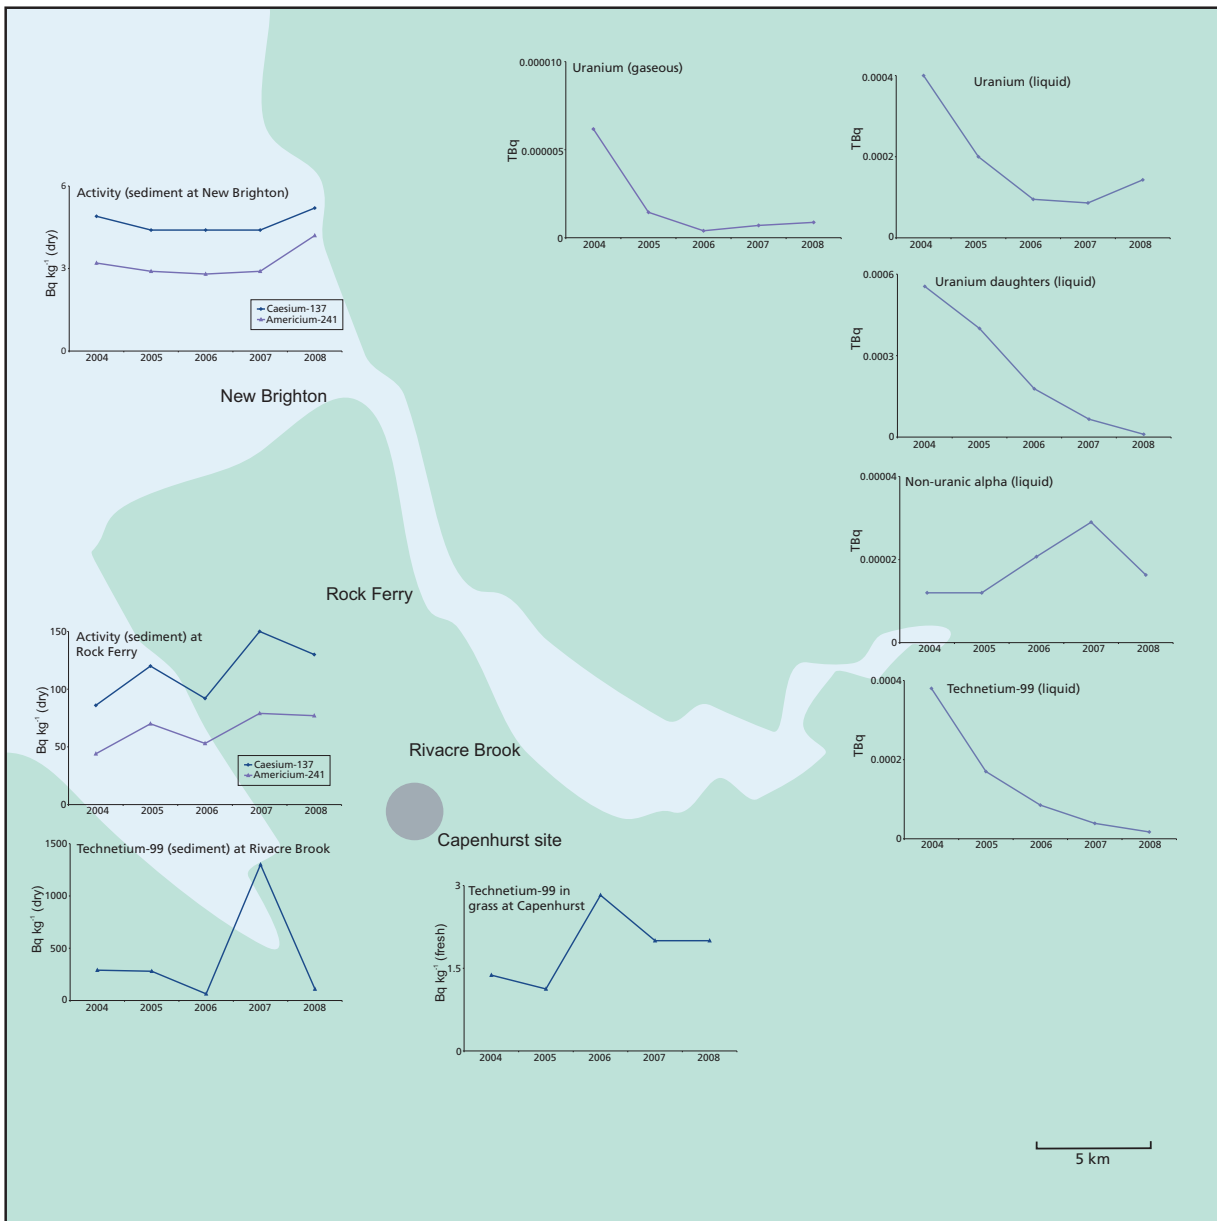 Uranium (gaseous)
0.000010
0.000005
0
TBq
2004 2005 2006 2007 2008
Uranium (liquid)
0.0004
0.0002
0
TBq
2004 2005 2006 2007 2008
Activity (sediment at New Brighton)
6
3
0
Bq kg⁻¹ (dry)
Caesium-137
Americium-241
2004 2005 2006 2007 2008
Uranium daughters (liquid)
0.0006
0.0003
0
TBq
2004 2005 2006 2007 2008
New Brighton
Non-uranic alpha (liquid)
0.00004
0.00002
0
TBq
2004 2005 2006 2007 2008
Rock Ferry
Activity (sediment) at
Rock Ferry
150
100
50
0
Bq kg⁻¹ (dry)
Caesium-137
Americium-241
2004 2005 2006 2007 2008
Technetium-99 (liquid)
0.0004
0.0002
0
TBq
2004 2005 2006 2007 2008
Rivacre Brook
Capenhurst site
Technetium-99 (sediment) at Rivacre Brook
1500
1000
500
0
Bq kg⁻¹ (dry)
2004 2005 2006 2007 2008
Technetium-99 in
grass at Capenhurst
3
1.5
0
Bq kg⁻¹ (fresh)
2004 2005 2006 2007 2008
5 km